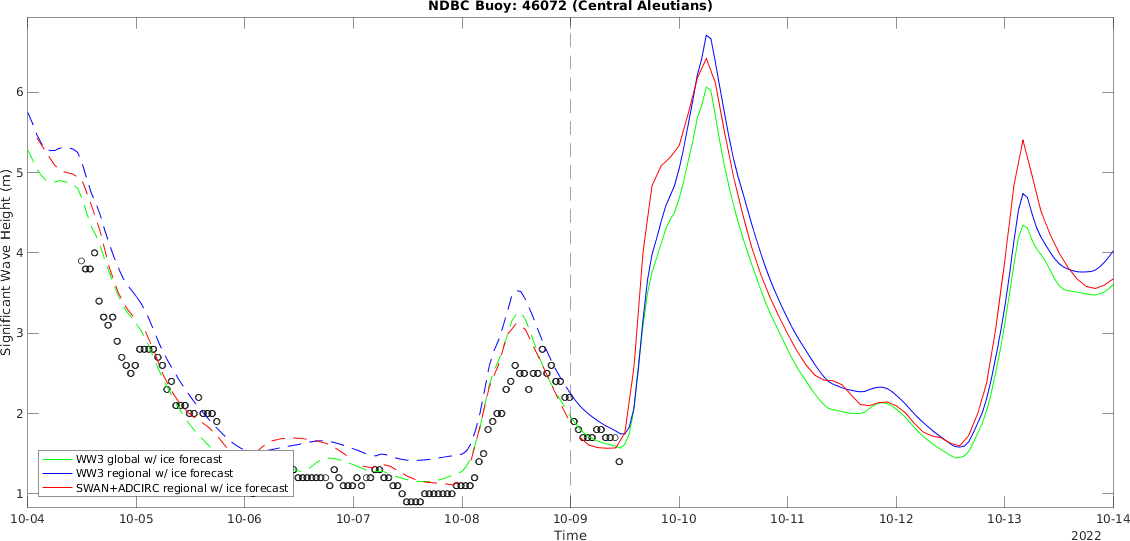 NDBC Buoy: 46072 (Central Aleutians)
6
5
4
3
2
1
Significant Wave Height (m)
WW3 global w/ ice forecast
WW3 regional w/ ice forecast
SWAN+ADCIRC regional w/ ice forecast
10-04 10-05 10-06 10-07 10-08 10-09 10-10 10-11 10-12 10-13 10-14
Time
2022